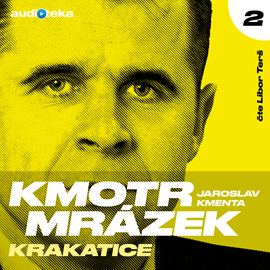 audioteka
2
čte Libor Terš
KMOTR
JAROSLAV
KMENTA
MRÁZEK
KRAKATICE